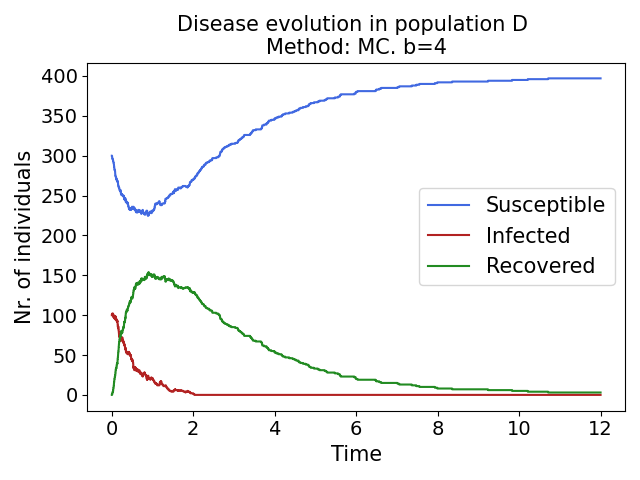 Disease evolution in population D
Method: MC. b=4
Nr. of individuals
400
350
300
250
200
150
100
50
0
Susceptible
Infected
Recovered
0 2 4 6 8 10 12
Time